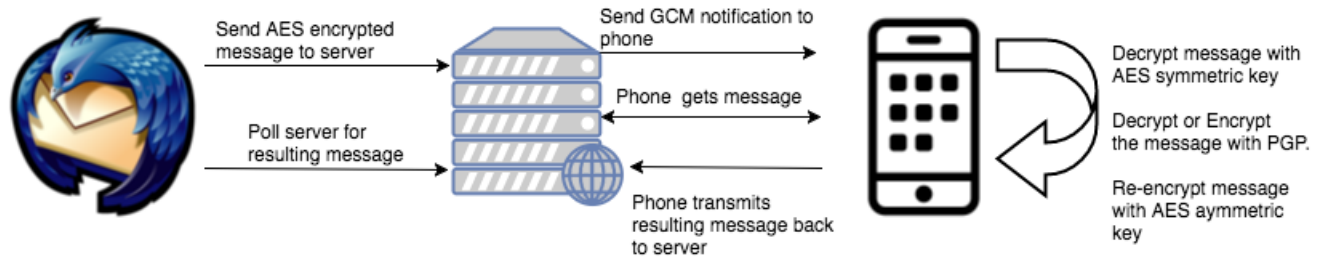 Send AES encrypted
message to server
Poll server for
resulting message
Send GCM notification to
phone
Phone gets message
Phone transmits
resulting message back
to server
Decrypt message with
AES symmetric key
Decrypt or Encrypt
the message with PGP.
Re-encrypt message
with AES aymmetric
key